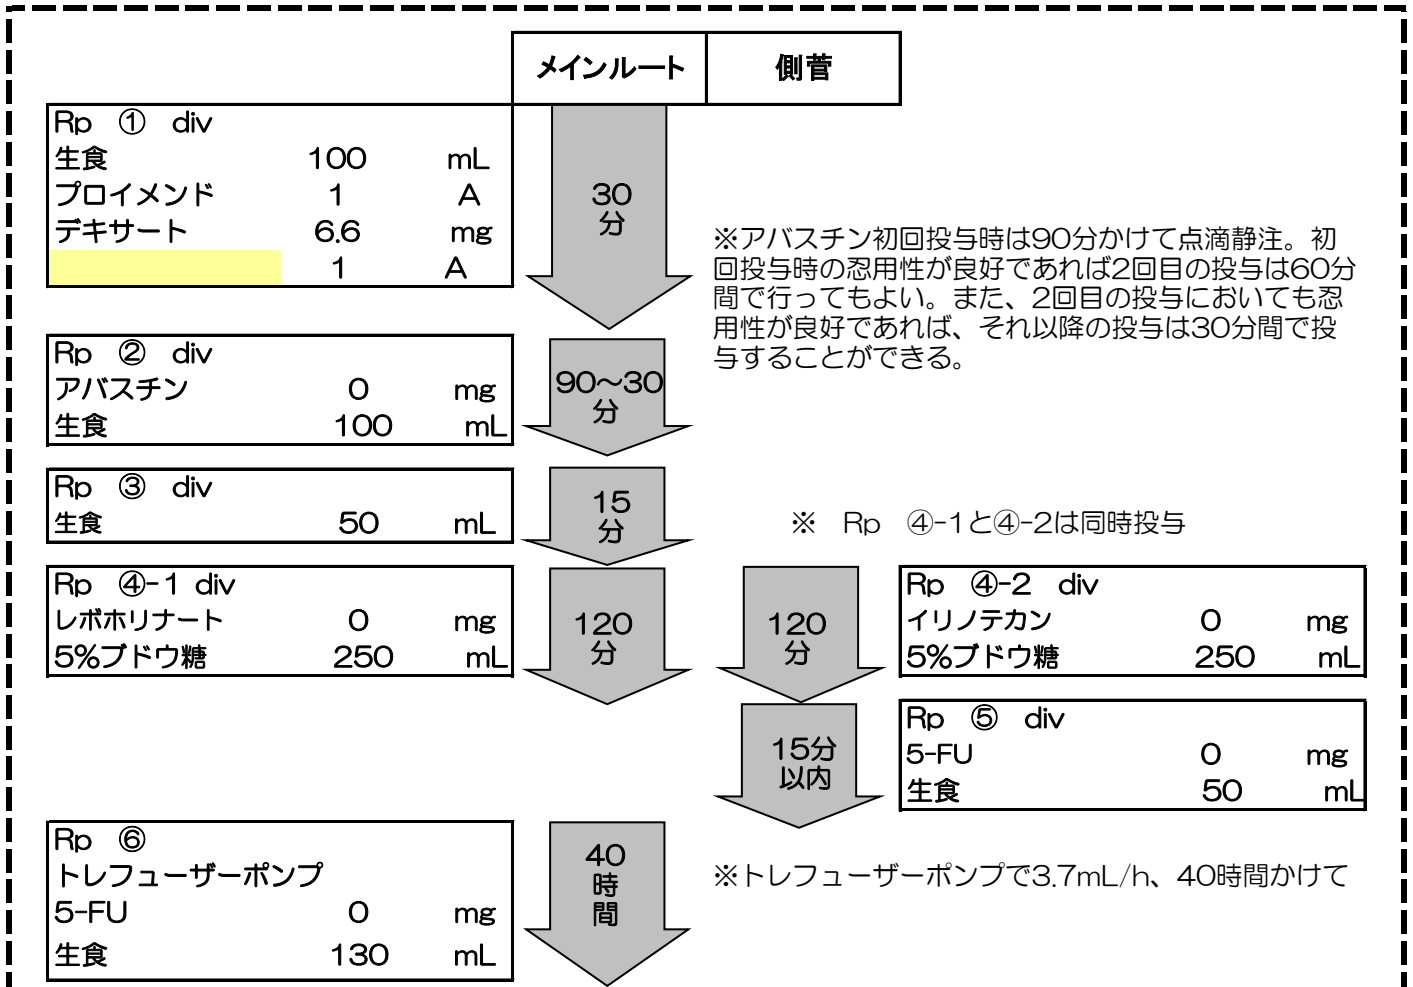 メインルート 側菅
Rp ① div
生食 100 mL
プロイメンド 1 A
デキサート 6.6 mg
1 A
30
分
※アバスチン初回投与時は90分かけて点滴静注。初
回投与時の忍用性が良好であれば2回目の投与は60分
間で行ってもよい。また、2回目の投与においても忍
用性が良好であれば、それ以降の投与は30分間で投
与することができる。
Rp ② div
アバスチン 0 mg
生食 100 mL
90～30
分
Rp ③ div
生食 50 mL
15
分
※ Rp ④-1と④-2は同時投与
Rp ④-1 div
レボホリナート 0 mg
5%ブドウ糖 250 mL
120
分
120
分
Rp ④-2 div
イリノテカン 0 mg
5%ブドウ糖 250 mL
15分
以内
Rp ⑤ div
5-FU 0 mg
生食 50 mL
Rp ⑥
トレフューザーポンプ
5-FU 0 mg
生食 130 mL
40
時
間
※トレフューザーポンプで3.7mL/h、40時間かけて